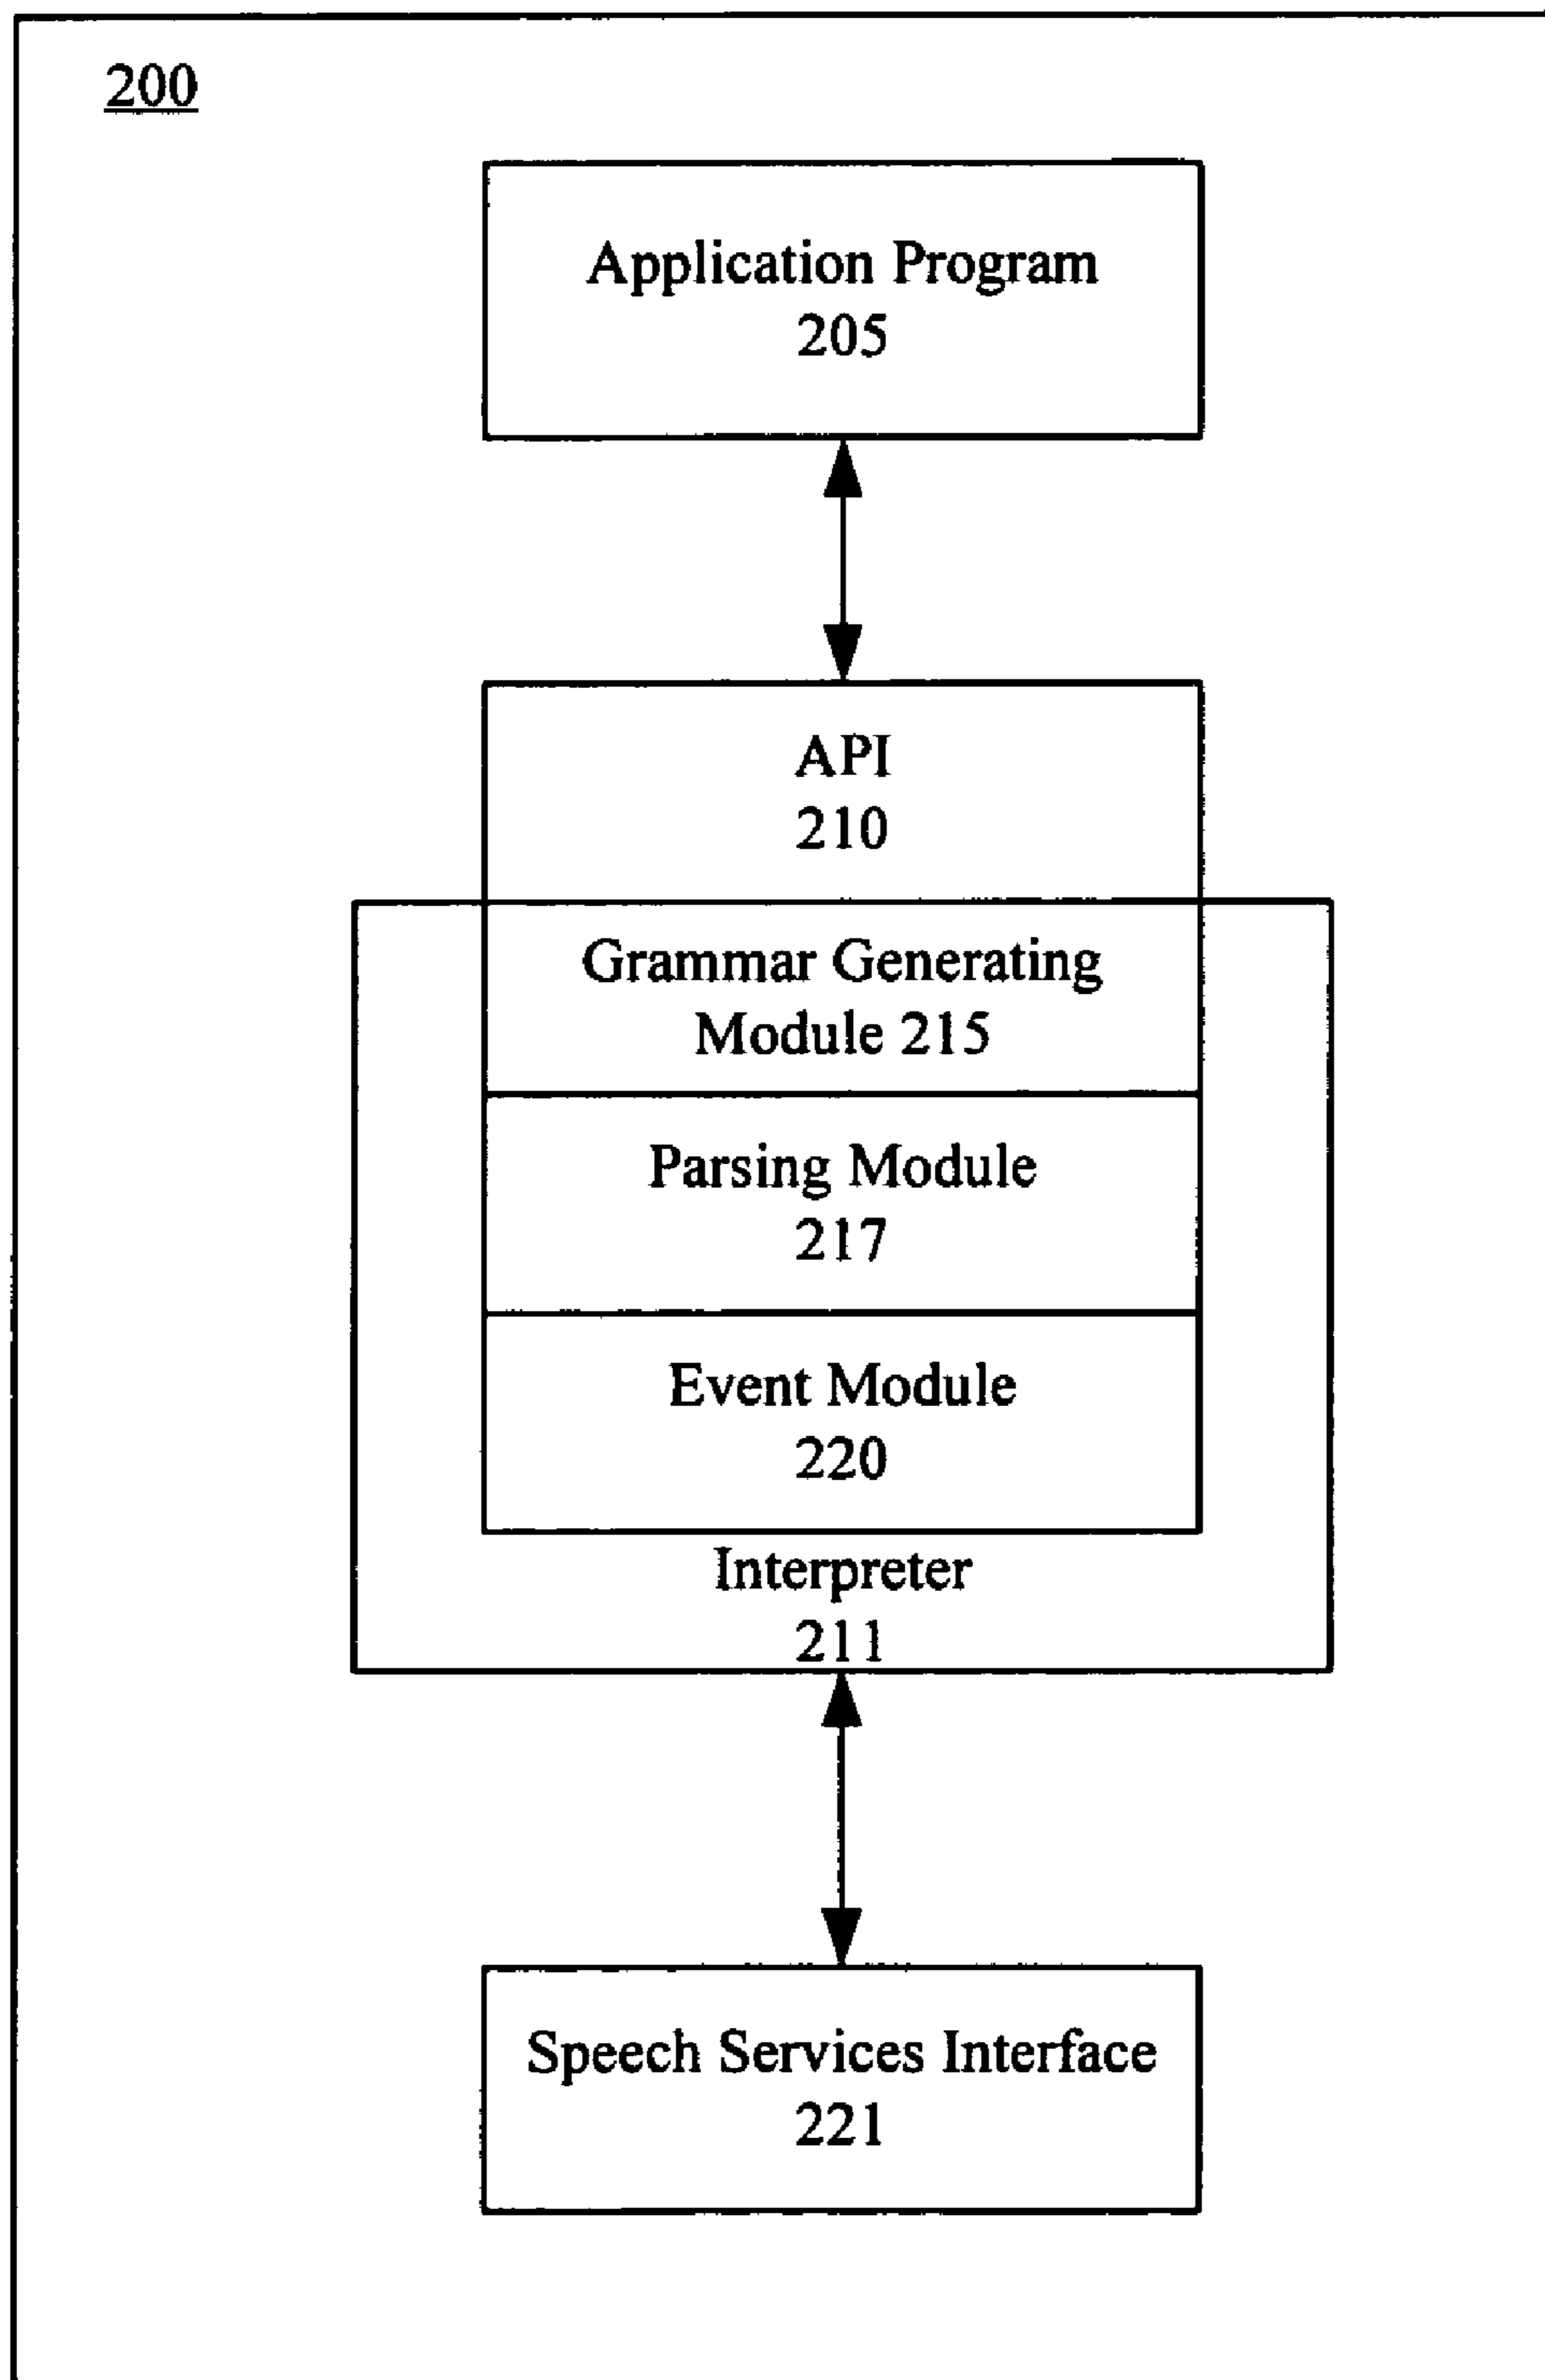 200
Application Program
205
API
210
Grammar Generating
Module 215
Parsing Module
217
Event Module
220
Interpreter
211
Speech Services Interface
221